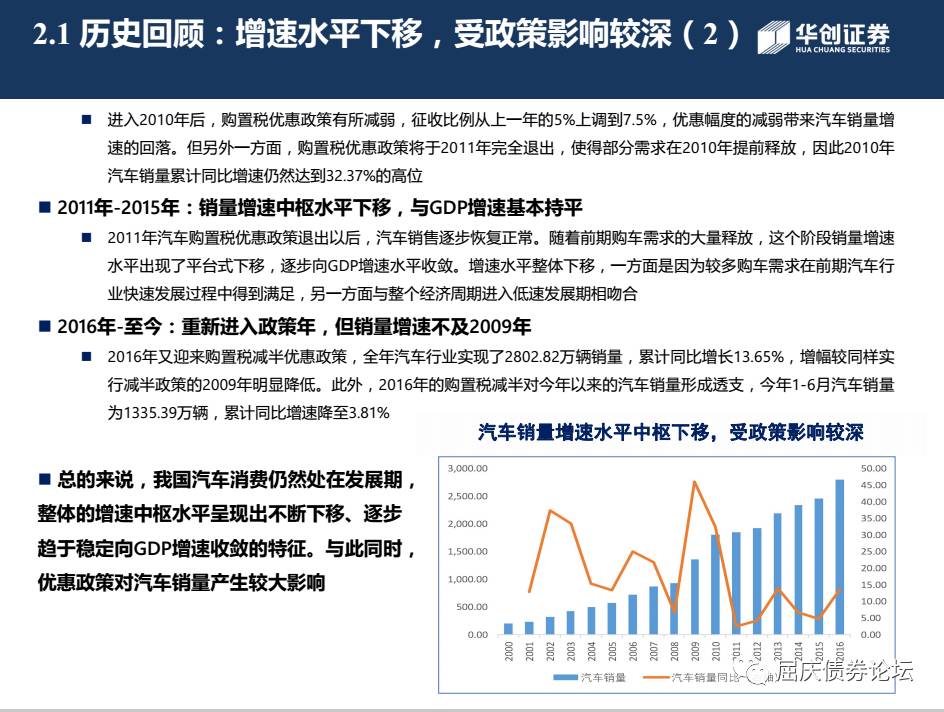 2.1 历史回顾：增速水平下移，受政策影响较深（2）
华创证券
HUA CHUANG SECURITIES
■ 进入2010年后，购置税优惠政策有所减弱，征收比例从上一年的5%上调到7.5%，优惠幅度的减弱带来汽车销量增
速的回落。但另外一方面，购置税优惠政策将于2011年完全退出，使得部分需求在2010年提前释放，因此2010年
汽车销量累计同比增速仍然达到32.37%的高位
■ 2011年-2015年：销量增速中枢水平下移，与GDP增速基本持平
■ 2011年汽车购置税优惠政策退出以后，汽车销售逐步恢复正常。随着前期购车需求的大量释放，这个阶段销量增速
水平出现了平台式下移，逐步向GDP增速水平收敛。增速水平整体下移，一方面是因为较多购车需求在前期汽车行
业快速发展过程中得到满足，另一方面与整个经济周期进入低速发展期相吻合
■ 2016年-至今：重新进入政策年，但销量增速不及2009年
■ 2016年又迎来购置税减半优惠政策，全年汽车行业实现了2802.82万辆销量，累计同比增长13.65%，增幅较同样实
行减半政策的2009年明显降低。此外，2016年的购置税减半对今年以来的汽车销量形成透支，今年1-6月汽车销量
为1335.39万辆，累计同比增速降至3.81%
■ 总的来说，我国汽车消费仍然处在发展期，
整体的增速中枢水平呈现出不断下移、逐步
趋于稳定向GDP增速收敛的特征。与此同时，
优惠政策对汽车销量产生较大影响
汽车销量增速水平中枢下移，受政策影响较深
3,000.00
2,500.00
2,000.00
1,500.00
1,000.00
500.00
0.00
50.00
45.00
40.00
35.00
30.00
25.00
20.00
15.00
10.00
5.00
0.00
2000
2001
2002
2003
2004
2005
2006
2007
2008
2009
2010
2011
2012
2013
2014
2015
2016
汽车销量
汽车销量同比
屈庆债券论坛